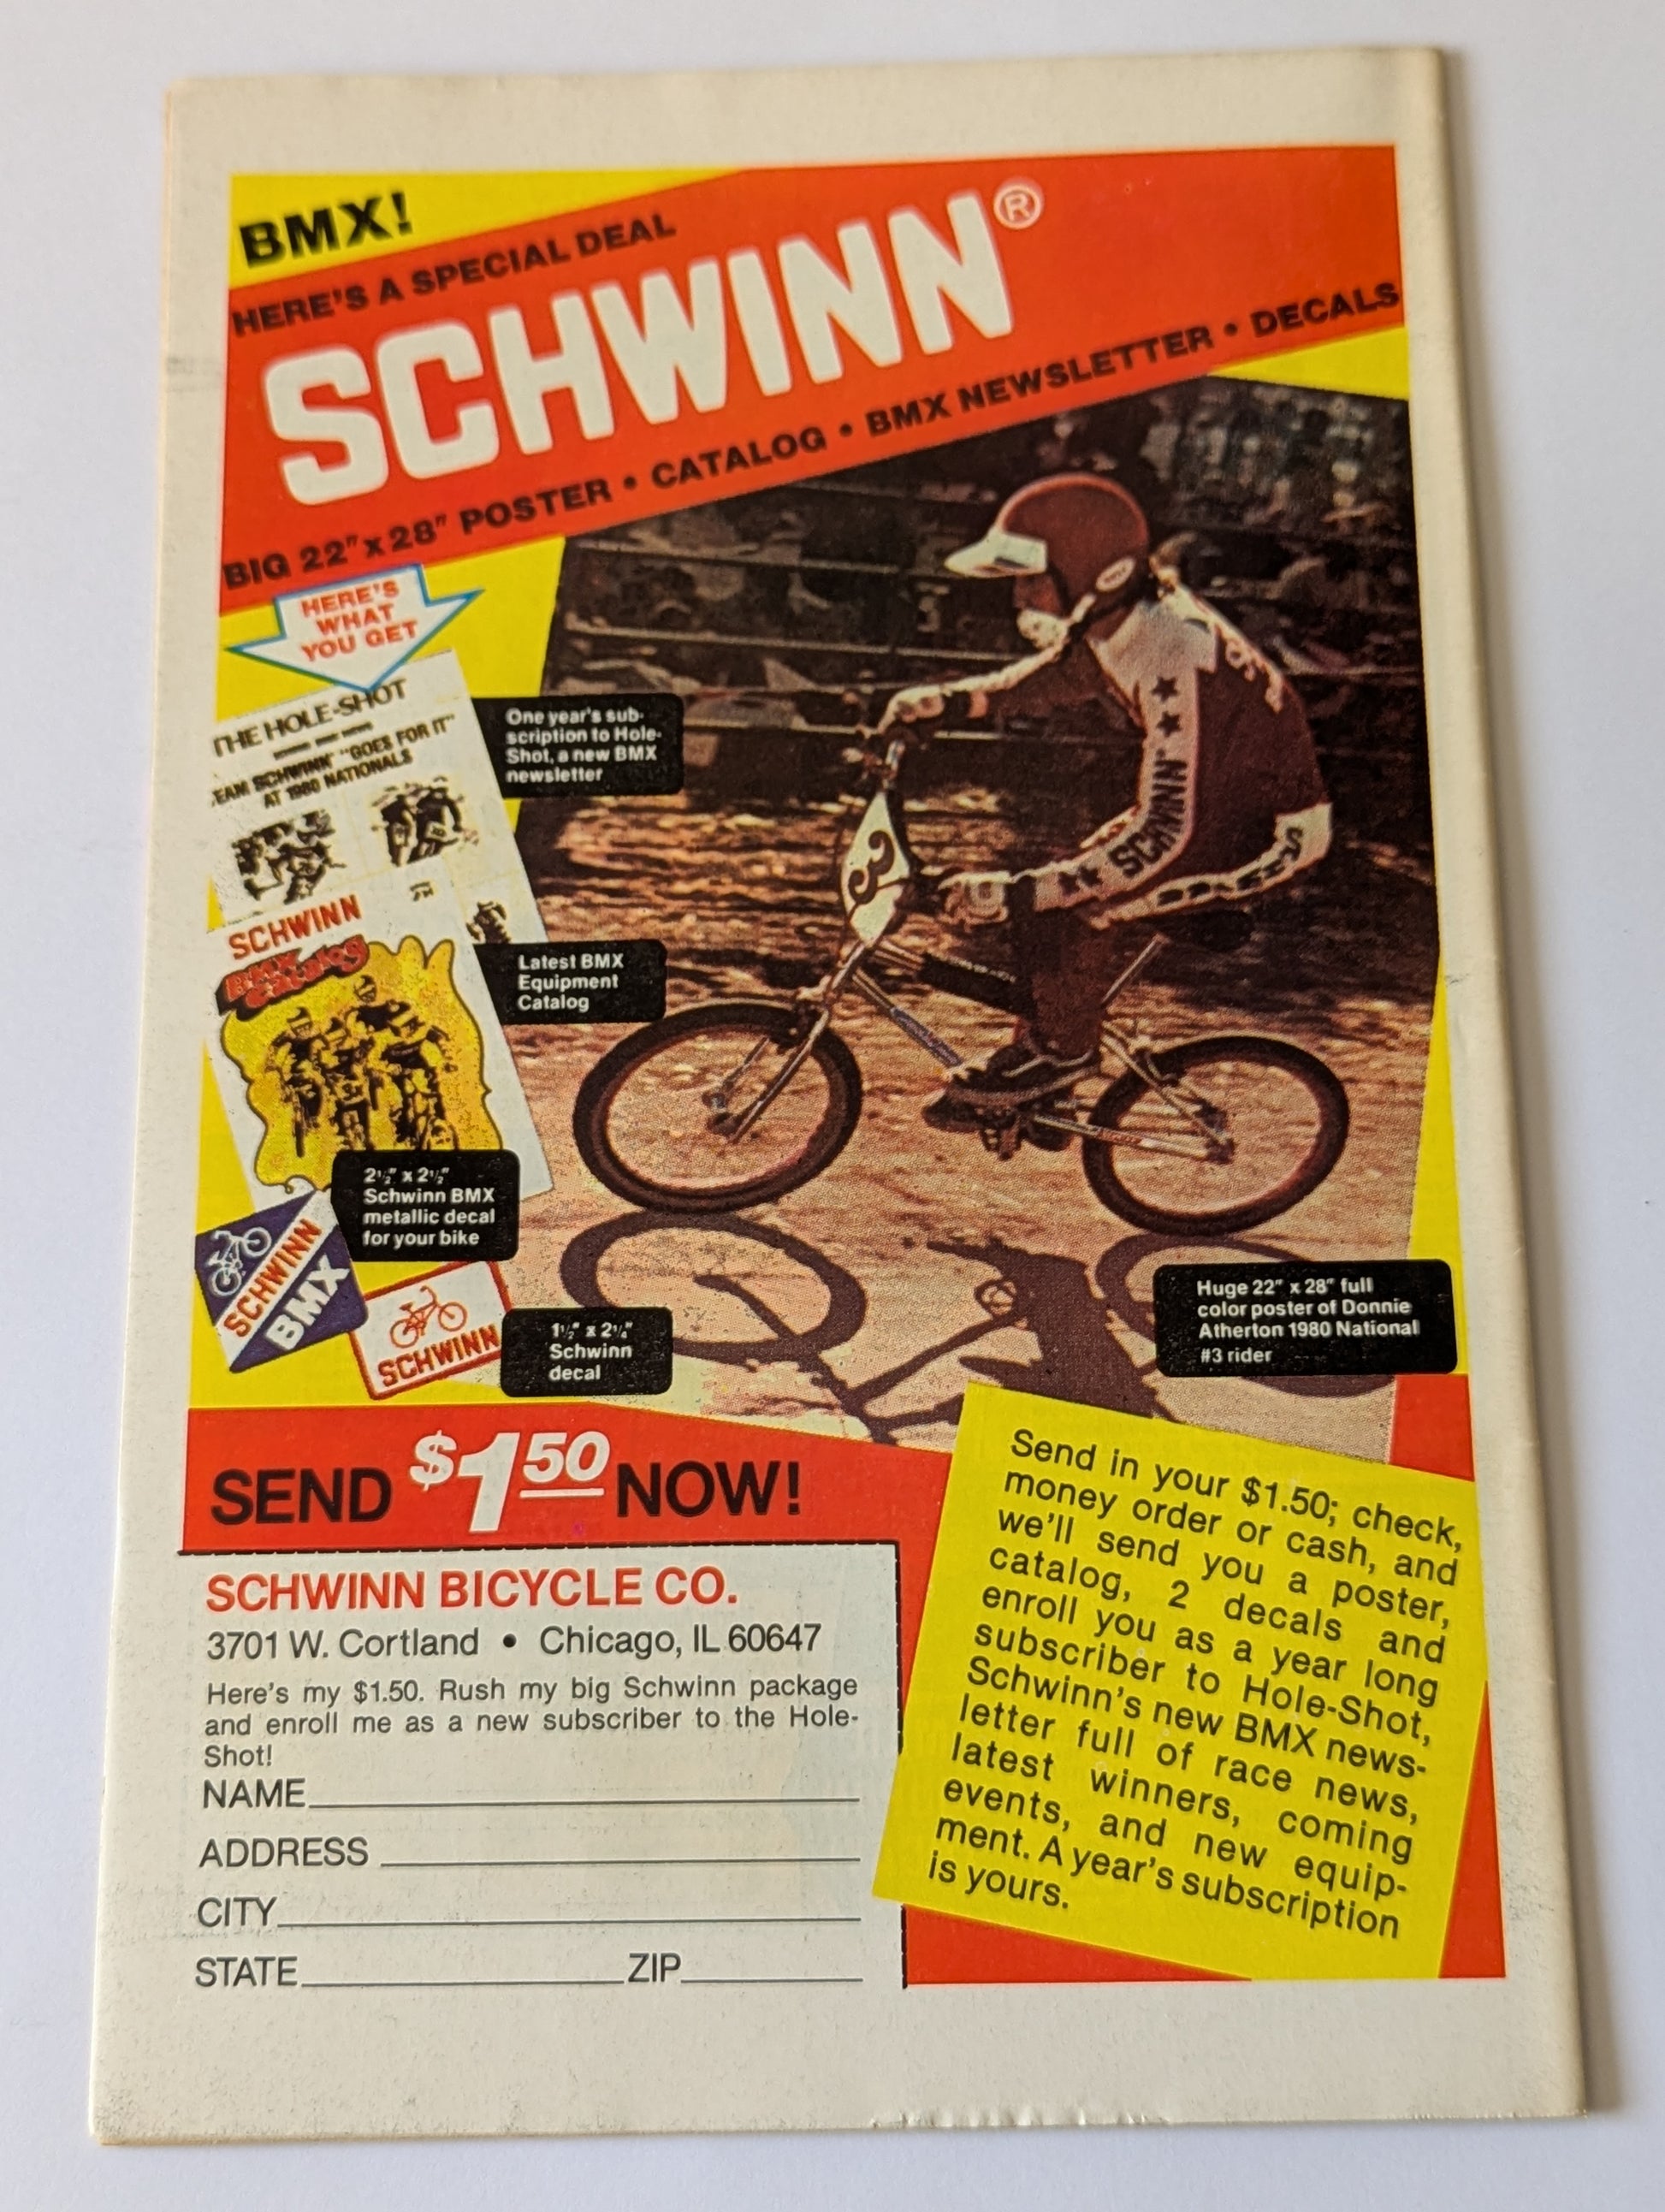 BMX!
HERE'S A SPECIAL DEAL
SCHWINN®
BIG 22" x 28" POSTER • CATALOG • BMX NEWSLETTER • DECALS
HERE'S
WHAT
YOU GET
THE HOLE-SHOT
TEAM SCHWINN "GOES FOR IT"
AT 1980 NATIONALS
One year's sub-
scription to Hole-
Shot, a new BMX
newsletter
SCHWINN
BMX
Catalog
Latest BMX
Equipment
Catalog
2½" x 2½"
Schwinn BMX
metallic decal
for your bike
SCHWINN
BMX
SCHWINN
1½" x 2¼"
Schwinn
decal
3
SCHWINN
Huge 22" x 28" full
color poster of Donnie
Atherton 1980 National
#3 rider
SEND $1.50 NOW!
SCHWINN BICYCLE CO.
3701 W. Cortland • Chicago, IL 60647
Here's my $1.50. Rush my big Schwinn package
and enroll me as a new subscriber to the Hole-
Shot!
NAME
ADDRESS
CITY
STATE ZIP
Send in your $1.50; check,
money order or cash, and
we'll send you a poster,
catalog, 2 decals and
enroll you as a year long
subscriber to Hole-Shot,
Schwinn's new BMX news-
letter full of race news,
latest winners, coming
events, and new equip-
ment. A year's subscription
is yours.